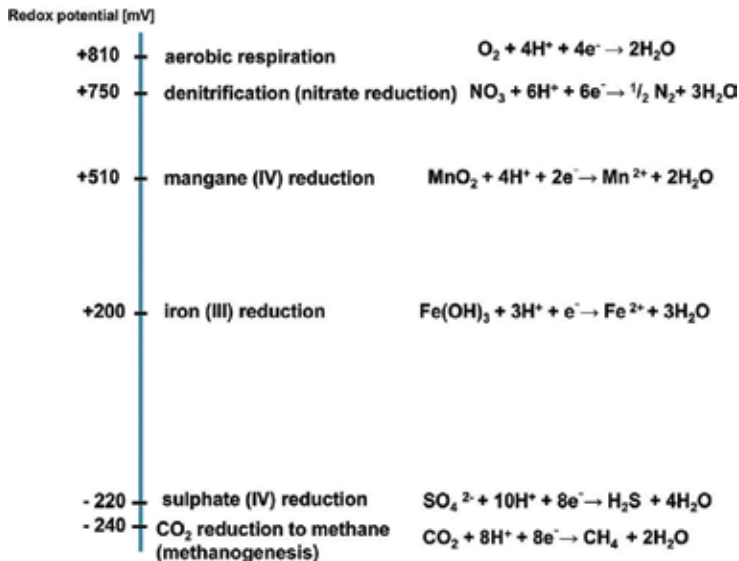 Redox potential [mV]
+810 aerobic respiration O₂ + 4H⁺ + 4e⁻ → 2H₂O
+750 denitrification (nitrate reduction) NO₃ + 6H⁺ + 6e⁻ → ½ N₂ + 3H₂O
+510 mangane (IV) reduction MnO₂ + 4H⁺ + 2e⁻ → Mn²⁺ + 2H₂O
+200 iron (III) reduction Fe(OH)₃ + 3H⁺ + e⁻ → Fe²⁺ + 3H₂O
- 220 sulphate (IV) reduction SO₄²⁻ + 10H⁺ + 8e⁻ → H₂S + 4H₂O
- 240 CO₂ reduction to methane CO₂ + 8H⁺ + 8e⁻ → CH₄ + 2H₂O
(methanogenesis)